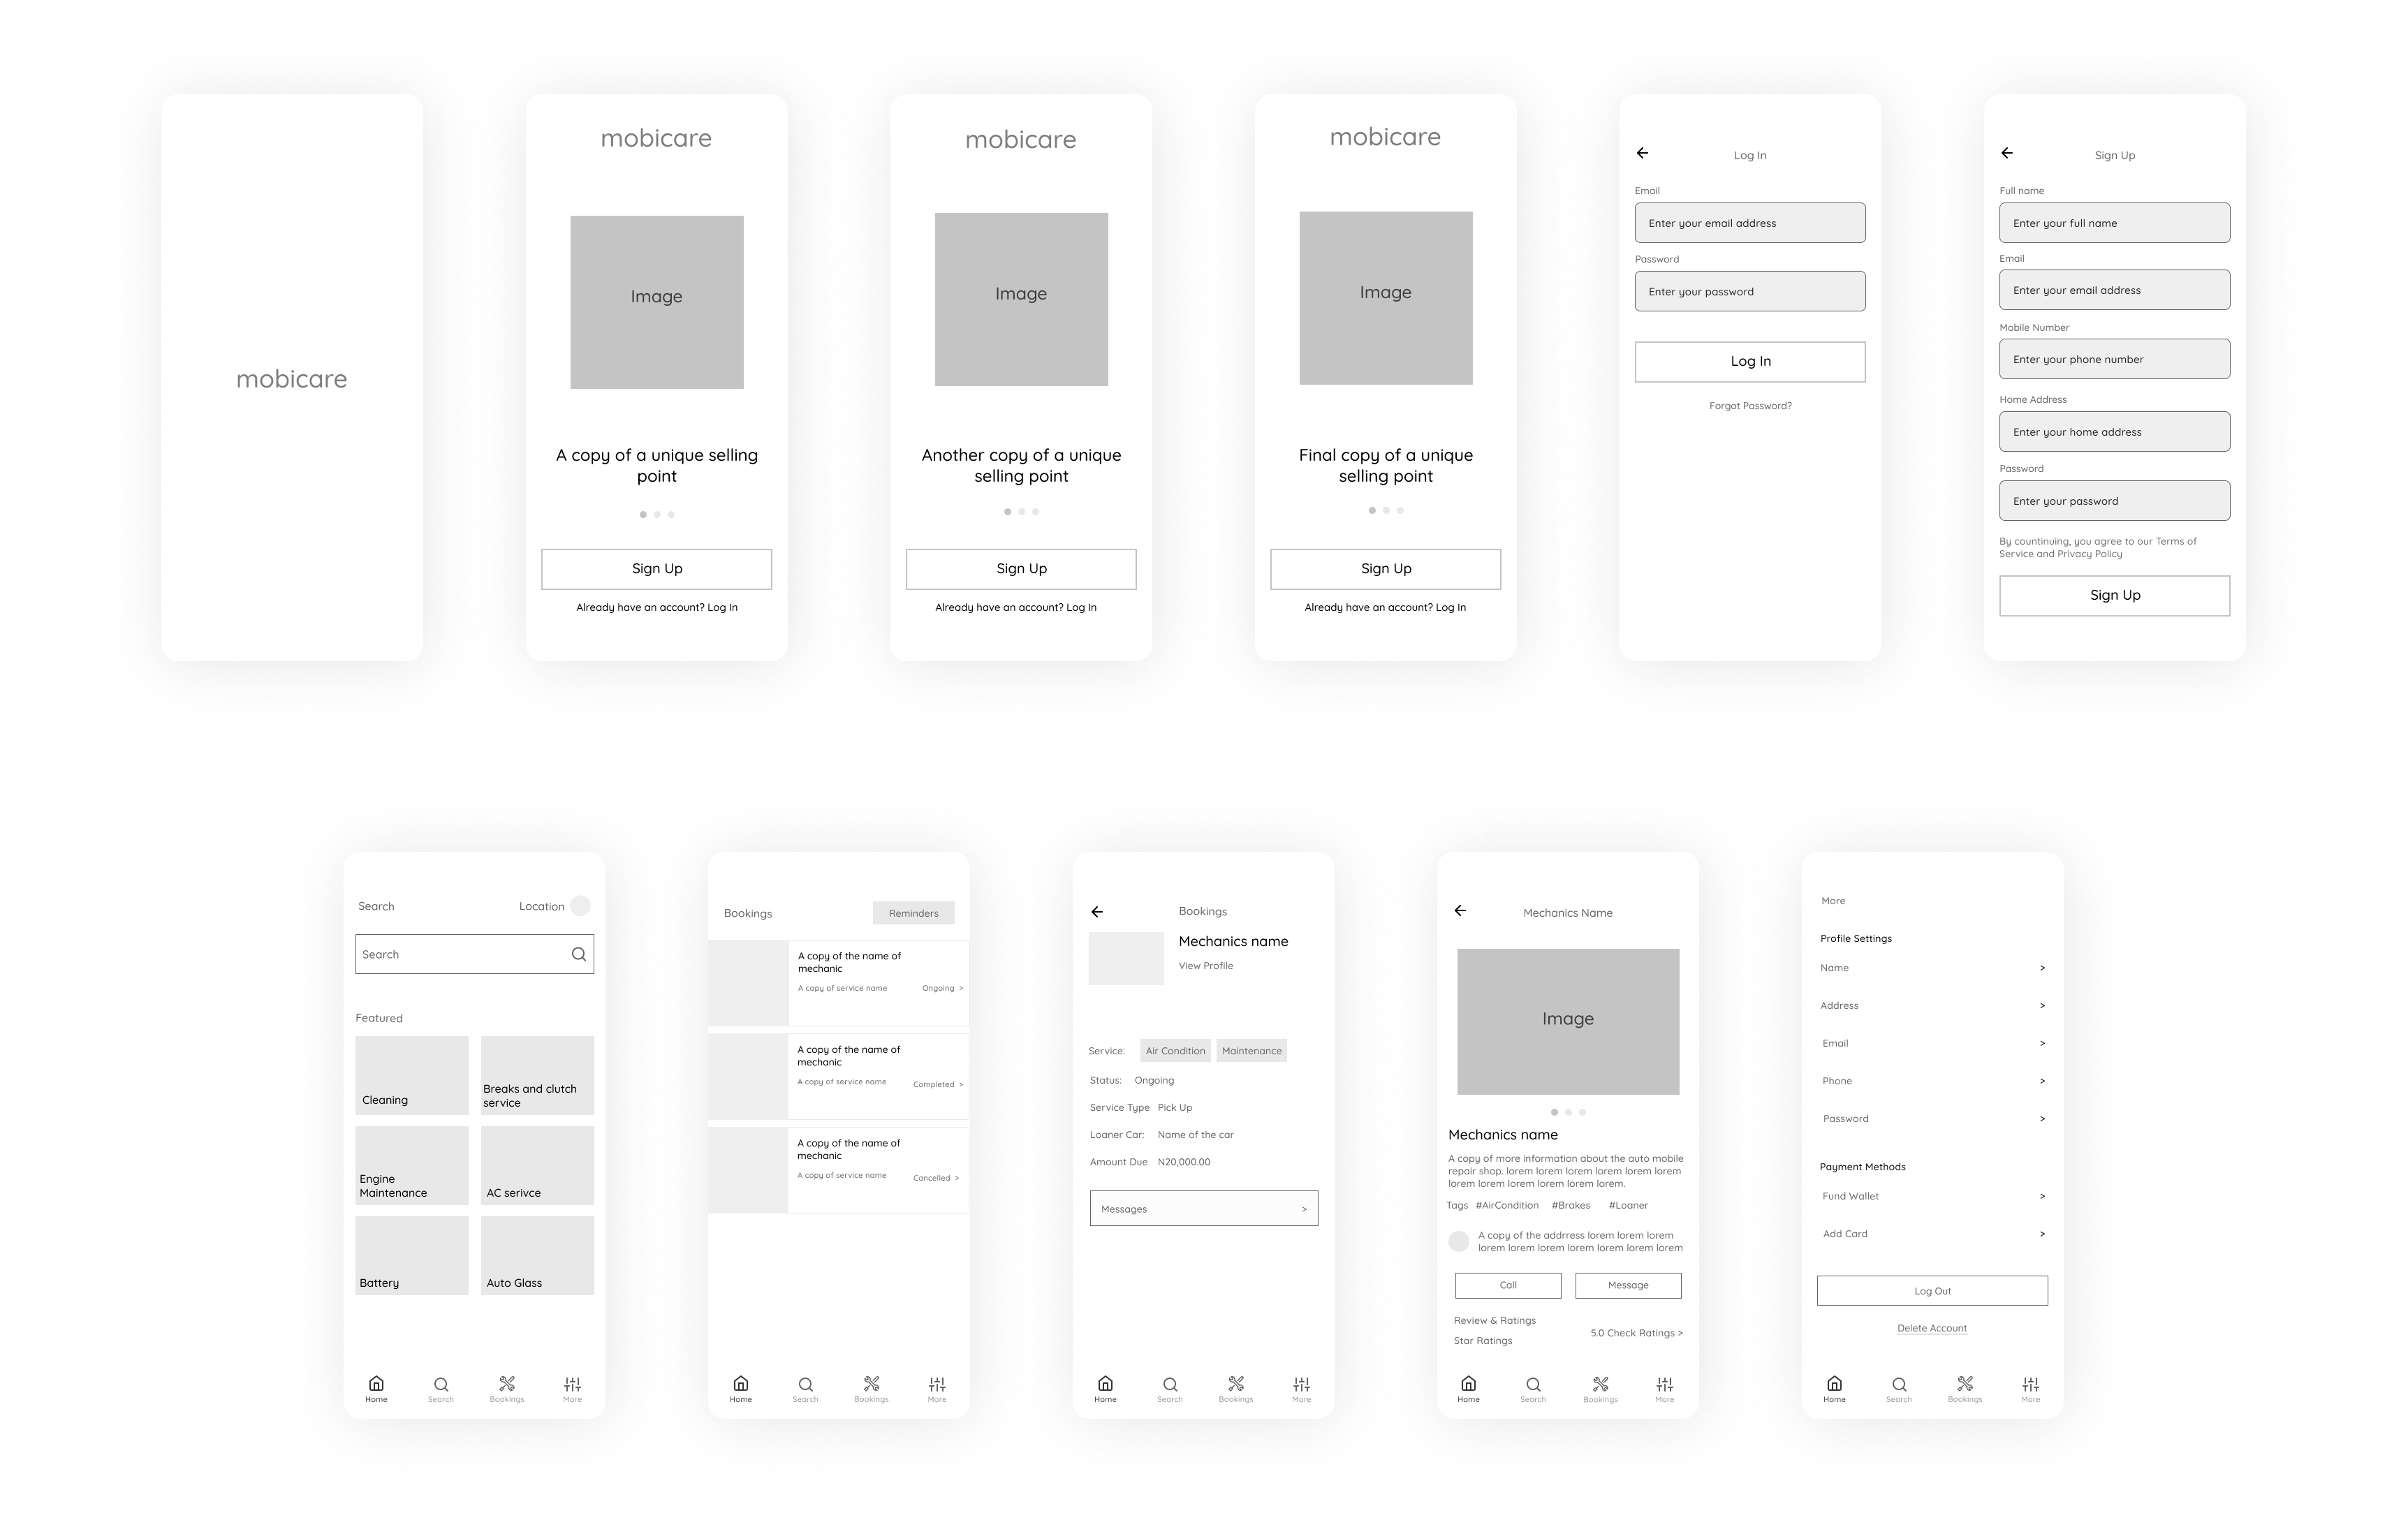 mobicare
mobicare
Image
A copy of a unique selling
point
Sign Up
Already have an account? Log In
mobicare
Image
Another copy of a unique
selling point
Sign Up
Already have an account? Log In
mobicare
Image
Final copy of a unique
selling point
Sign Up
Already have an account? Log In
Log In
Email
Enter your email address
Password
Enter your password
Log In
Forgot Password?
Sign Up
Full name
Enter your full name
Email
Enter your email address
Mobile Number
Enter your phone number
Home Address
Enter your home address
Password
Enter your password
By countinuing, you agree to our Terms of
Service and Privacy Policy
Sign Up
Search
Location
Search
Featured
Cleaning
Breaks and clutch
service
Engine
Maintenance
AC serivce
Battery
Auto Glass
Home
Search
Bookings
More
Bookings
Reminders
A copy of the name of
mechanic
A copy of service name
Ongoing >
A copy of the name of
mechanic
A copy of service name
Completed >
A copy of the name of
mechanic
A copy of service name
Cancelled >
Home
Search
Bookings
More
Bookings
Mechanics name
View Profile
Service: Air Condition Maintenance
Status: Ongoing
Service Type Pick Up
Loaner Car: Name of the car
Amount Due N20,000.00
Messages >
Home
Search
Bookings
More
Mechanics Name
Image
Mechanics name
A copy of more information about the auto mobile
repair shop. lorem lorem lorem lorem lorem lorem
lorem lorem lorem lorem lorem lorem.
Tags #AirCondition #Brakes #Loaner
A copy of the addrress lorem lorem lorem
lorem lorem lorem lorem lorem lorem lorem
Call
Message
Review & Ratings
Star Ratings
5.0 Check Ratings >
Home
Search
Bookings
More
More
Profile Settings
Name >
Address >
Email >
Phone >
Password >
Payment Methods
Fund Wallet >
Add Card >
Log Out
Delete Account
Home
Search
Bookings
More